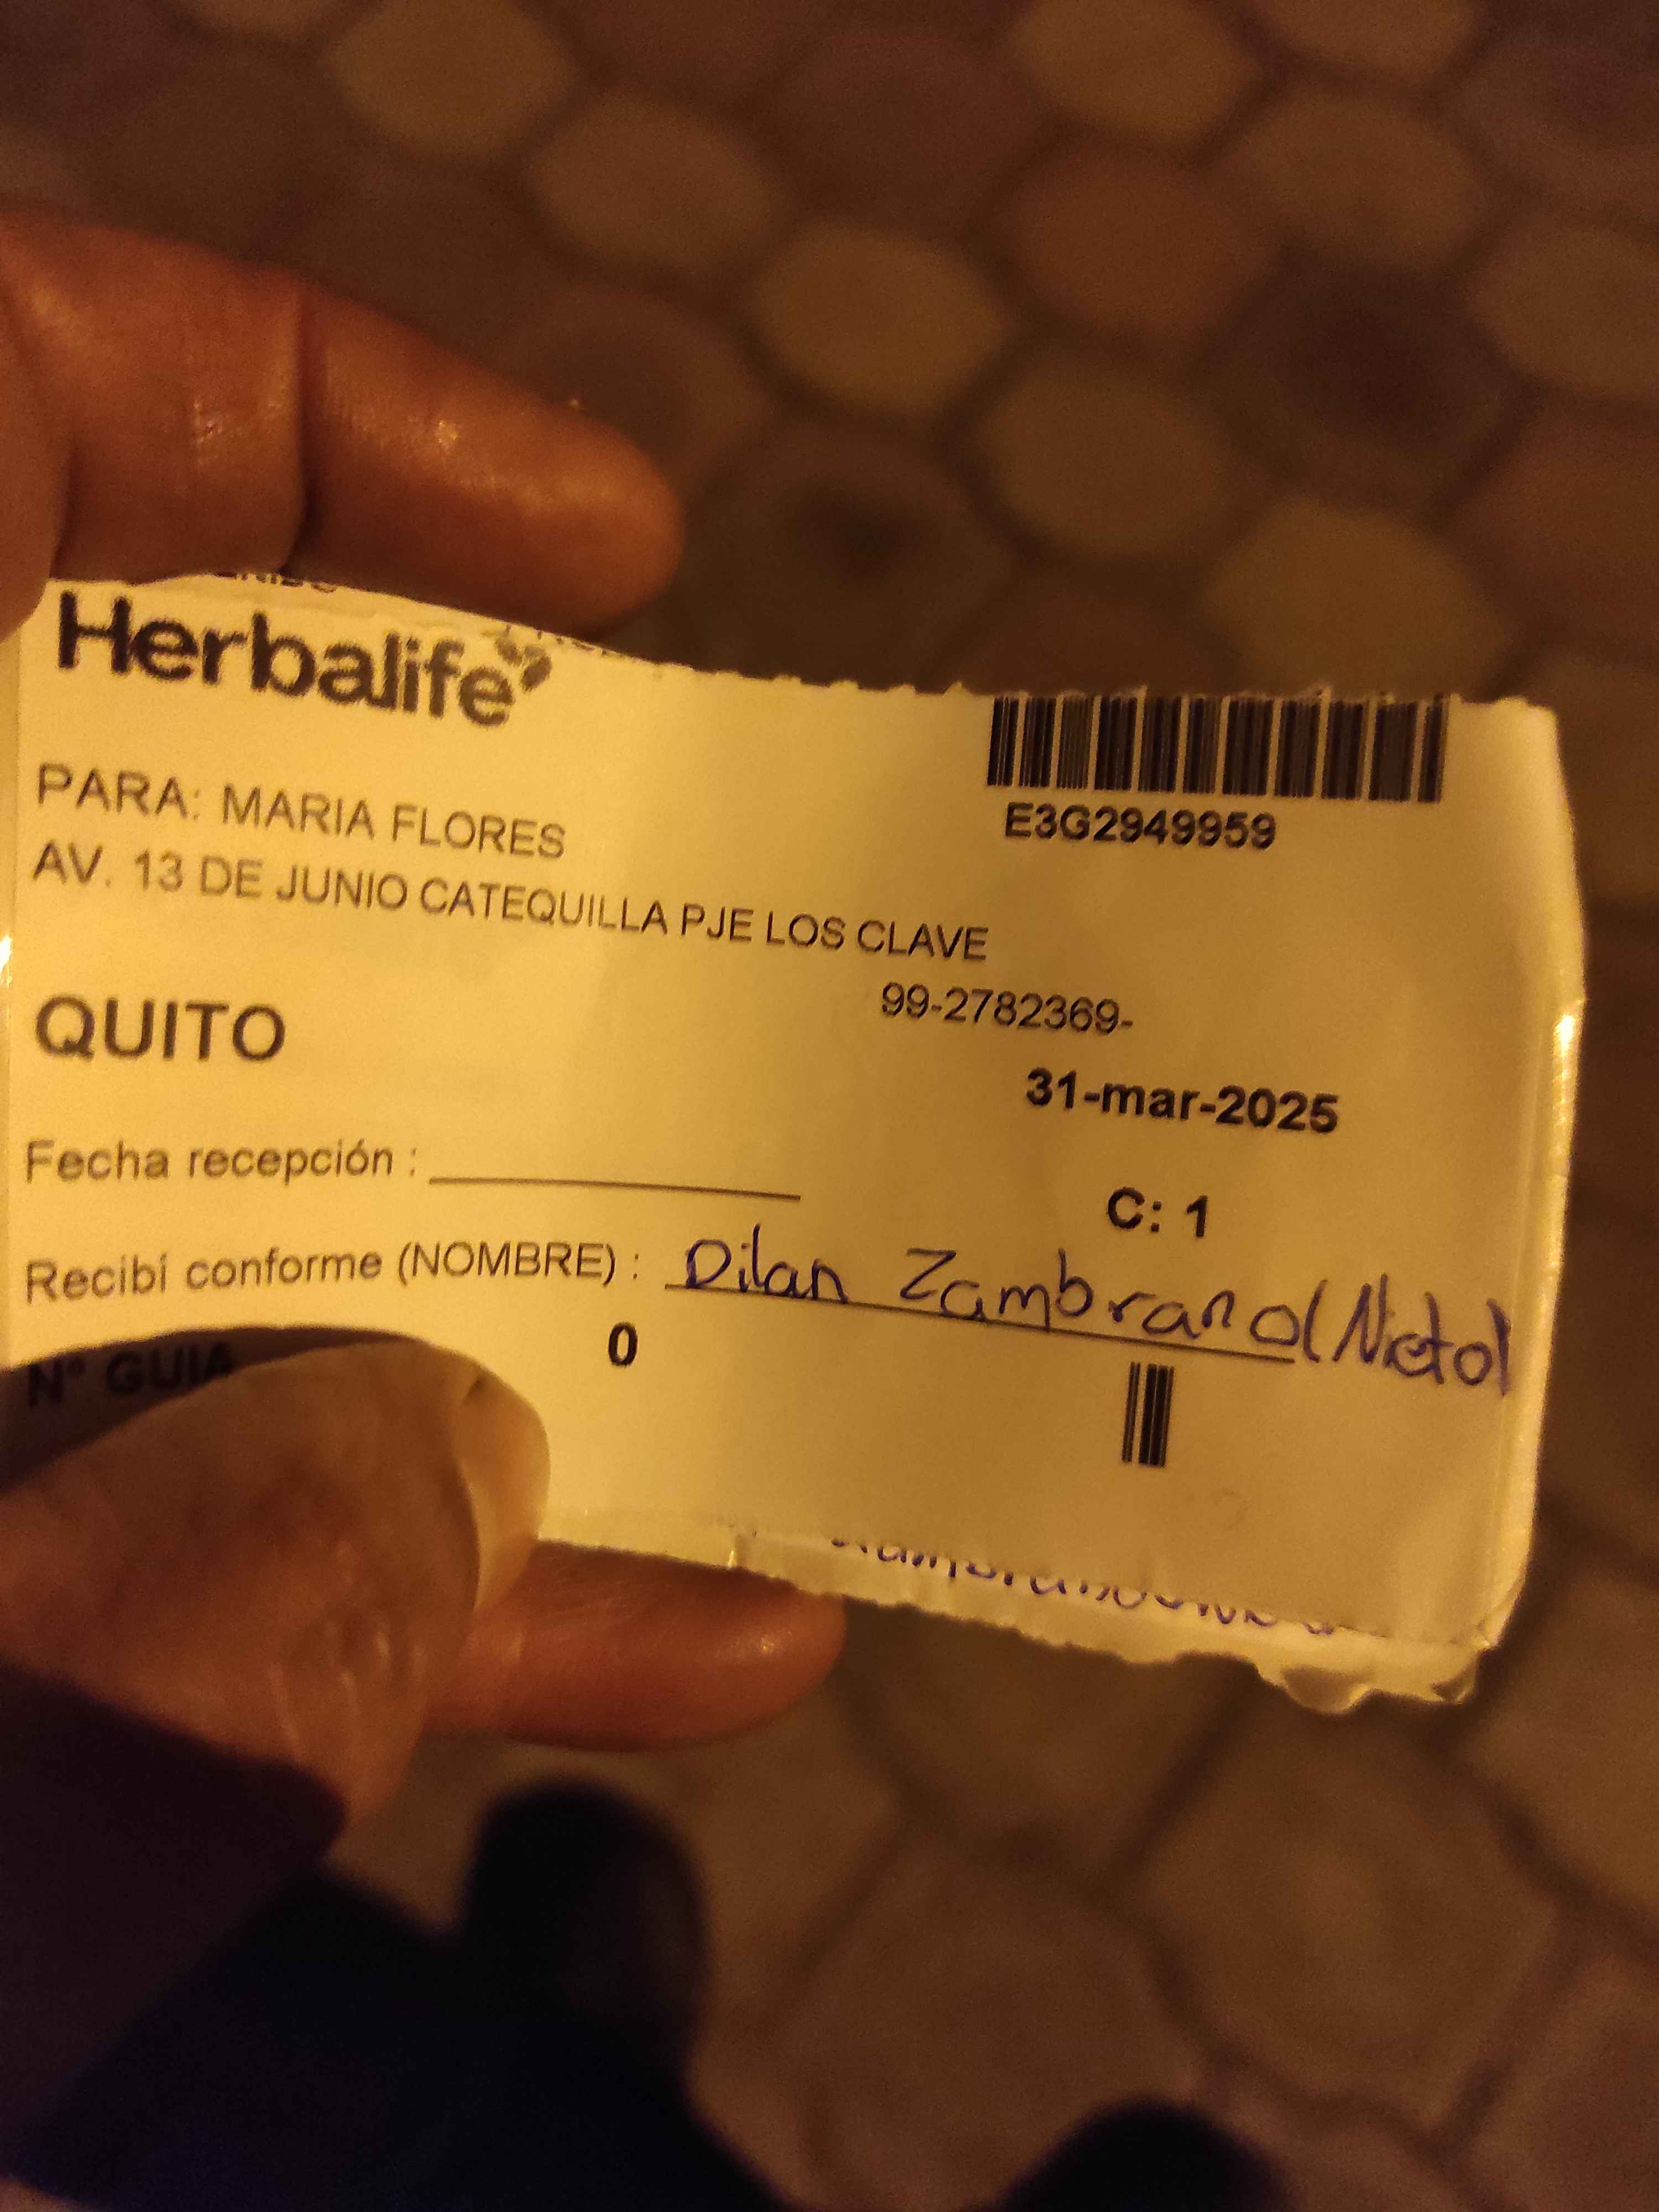 Herbalife
E3G2949959
PARA: MARIA FLORES
AV. 13 DE JUNIO CATEQUILLA PJE LOS CLAVE
99-2782369-
QUITO
31-mar-2025
Fecha recepción :
C: 1
Recibí conforme (NOMBRE) : Dilan Zambrano (Nieto)
N° GUIA 0